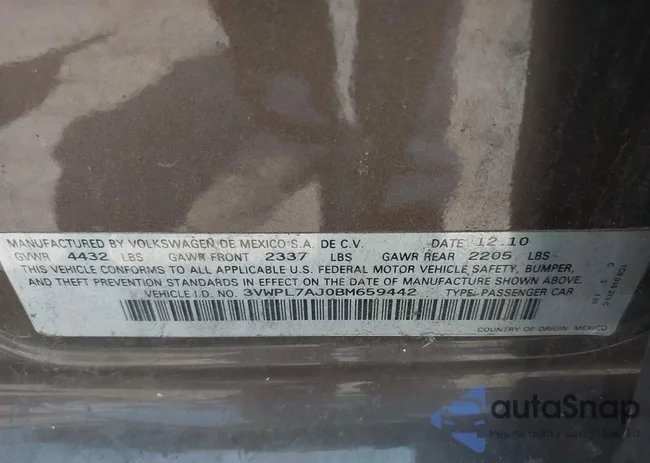 MANUFACTURED BY VOLKSWAGEN DE MEXICO S.A. DE C.V. DATE 12.10
GVWR 4432 LBS GAWR FRONT 2337 LBS GAWR REAR 2205 LBS
THIS VEHICLE CONFORMS TO ALL APPLICABLE U.S. FEDERAL MOTOR VEHICLE SAFETY, BUMPER,
AND THEFT PREVENTION STANDARDS IN EFFECT ON THE DATE OF MANUFACTURE SHOWN ABOVE.
VEHICLE I.D. NO. 3VWPL7AJ0BM659442 TYPE: PASSENGER CAR
COUNTRY OF ORIGIN: MEXICO
autoSnap
Pewne auto z